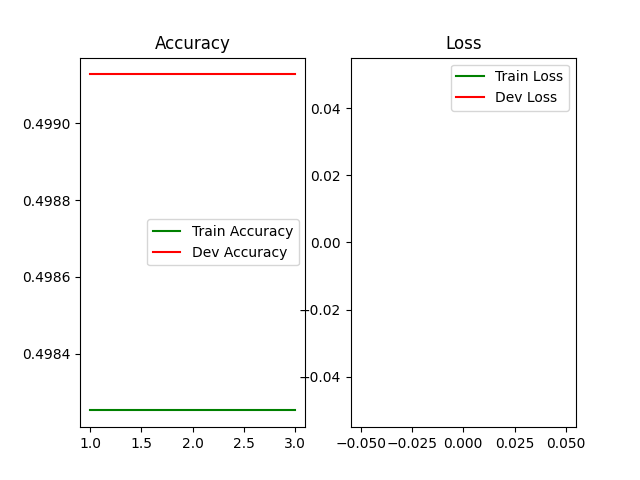 Accuracy
0.4990
0.4988
0.4986
0.4984
Train Accuracy
Dev Accuracy
1.0 1.5 2.0 2.5 3.0
Loss
Train Loss
Dev Loss
0.04
0.02
0.00
−0.02
−0.04
−0.050 −0.025 0.000 0.025 0.050